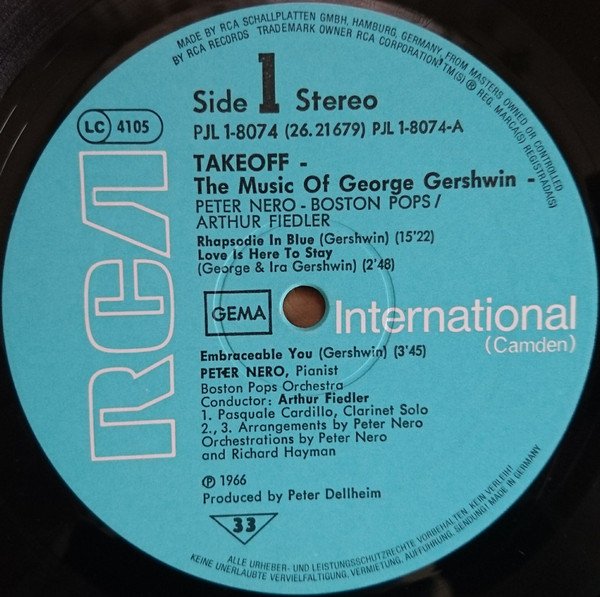 MADE BY RCA SCHALLPLATTEN GMBH, HAMBURG, GERMANY, FROM MASTERS OWNED OR CONTROLLED
BY RCA RECORDS TRADEMARK OWNER RCA CORPORATION, TM(S) ® REG. MARCA(S) REGISTRADA(S)
Side 1 Stereo
LC 4105
PJL 1-8074 (26.21679) PJL 1-8074-A
TAKEOFF -
The Music Of George Gershwin -
PETER NERO - BOSTON POPS /
ARTHUR FIEDLER
Rhapsodie In Blue (Gershwin) (15'22)
Love Is Here To Stay
(George & Ira Gershwin) (2'48)
RCA
GEMA
International
(Camden)
Embraceable You (Gershwin) (3'45)
PETER NERO, Pianist
Boston Pops Orchestra
Conductor: Arthur Fiedler
1. Pasquale Cardillo, Clarinet Solo
2., 3. Arrangements by Peter Nero
Orchestrations by Peter Nero
and Richard Hayman
℗ 1966
Produced by Peter Dellheim
33
ALLE URHEBER- UND LEISTUNGSSCHUTZRECHTE VORBEHALTEN. KEIN VERLEIH!
KEINE UNERLAUBTE VERVIELFÄLTIGUNG, VERMIETUNG, AUFFÜHRUNG, SENDUNG! MADE IN GERMANY